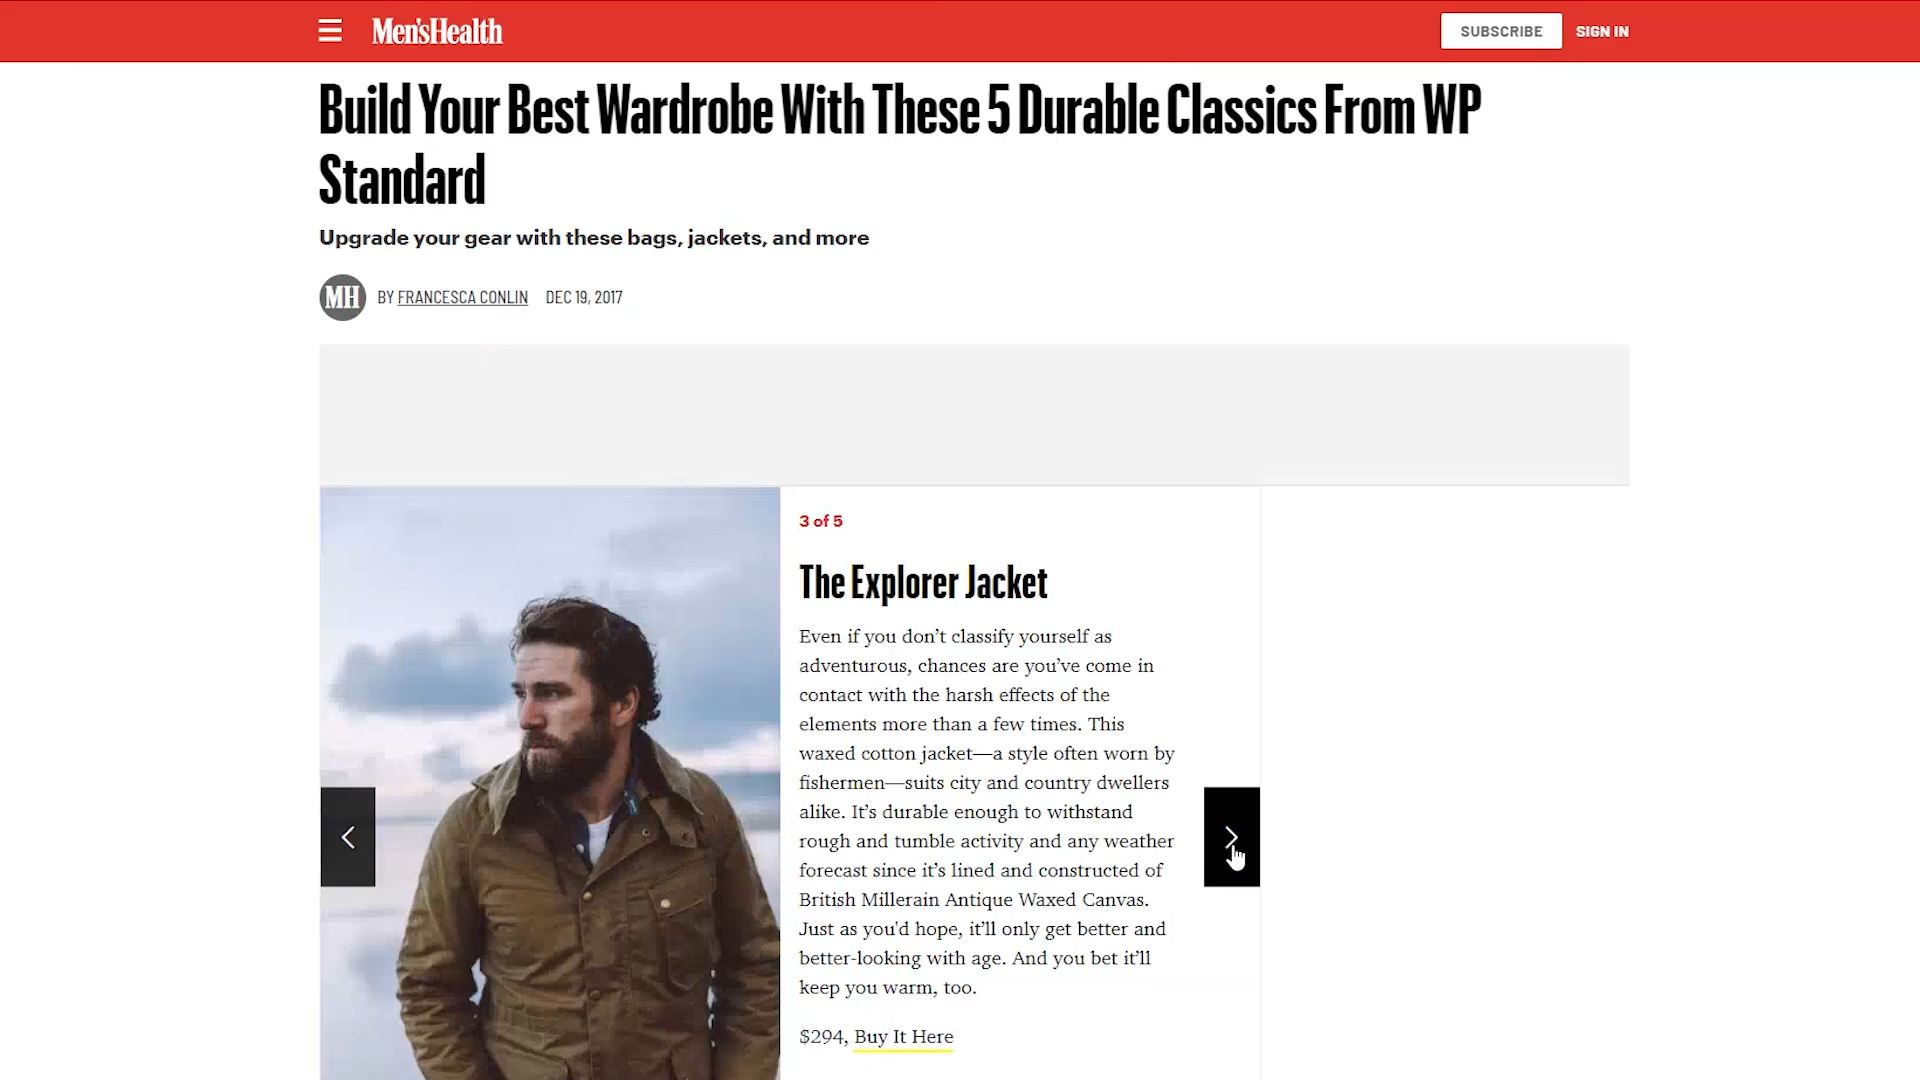 Men'sHealth
SUBSCRIBE
SIGN IN
Build Your Best Wardrobe With These 5 Durable Classics From WP
Standard
Upgrade your gear with these bags, jackets, and more
MH
BY FRANCESCA CONLIN DEC 19, 2017
3 of 5
The Explorer Jacket
Even if you don’t classify yourself as
adventurous, chances are you’ve come in
contact with the harsh effects of the
elements more than a few times. This
waxed cotton jacket—a style often worn by
fishermen—suits city and country dwellers
alike. It’s durable enough to withstand
rough and tumble activity and any weather
forecast since it’s lined and constructed of
British Millerain Antique Waxed Canvas.
Just as you'd hope, it’ll only get better and
better-looking with age. And you bet it’ll
keep you warm, too.
$294, Buy It Here